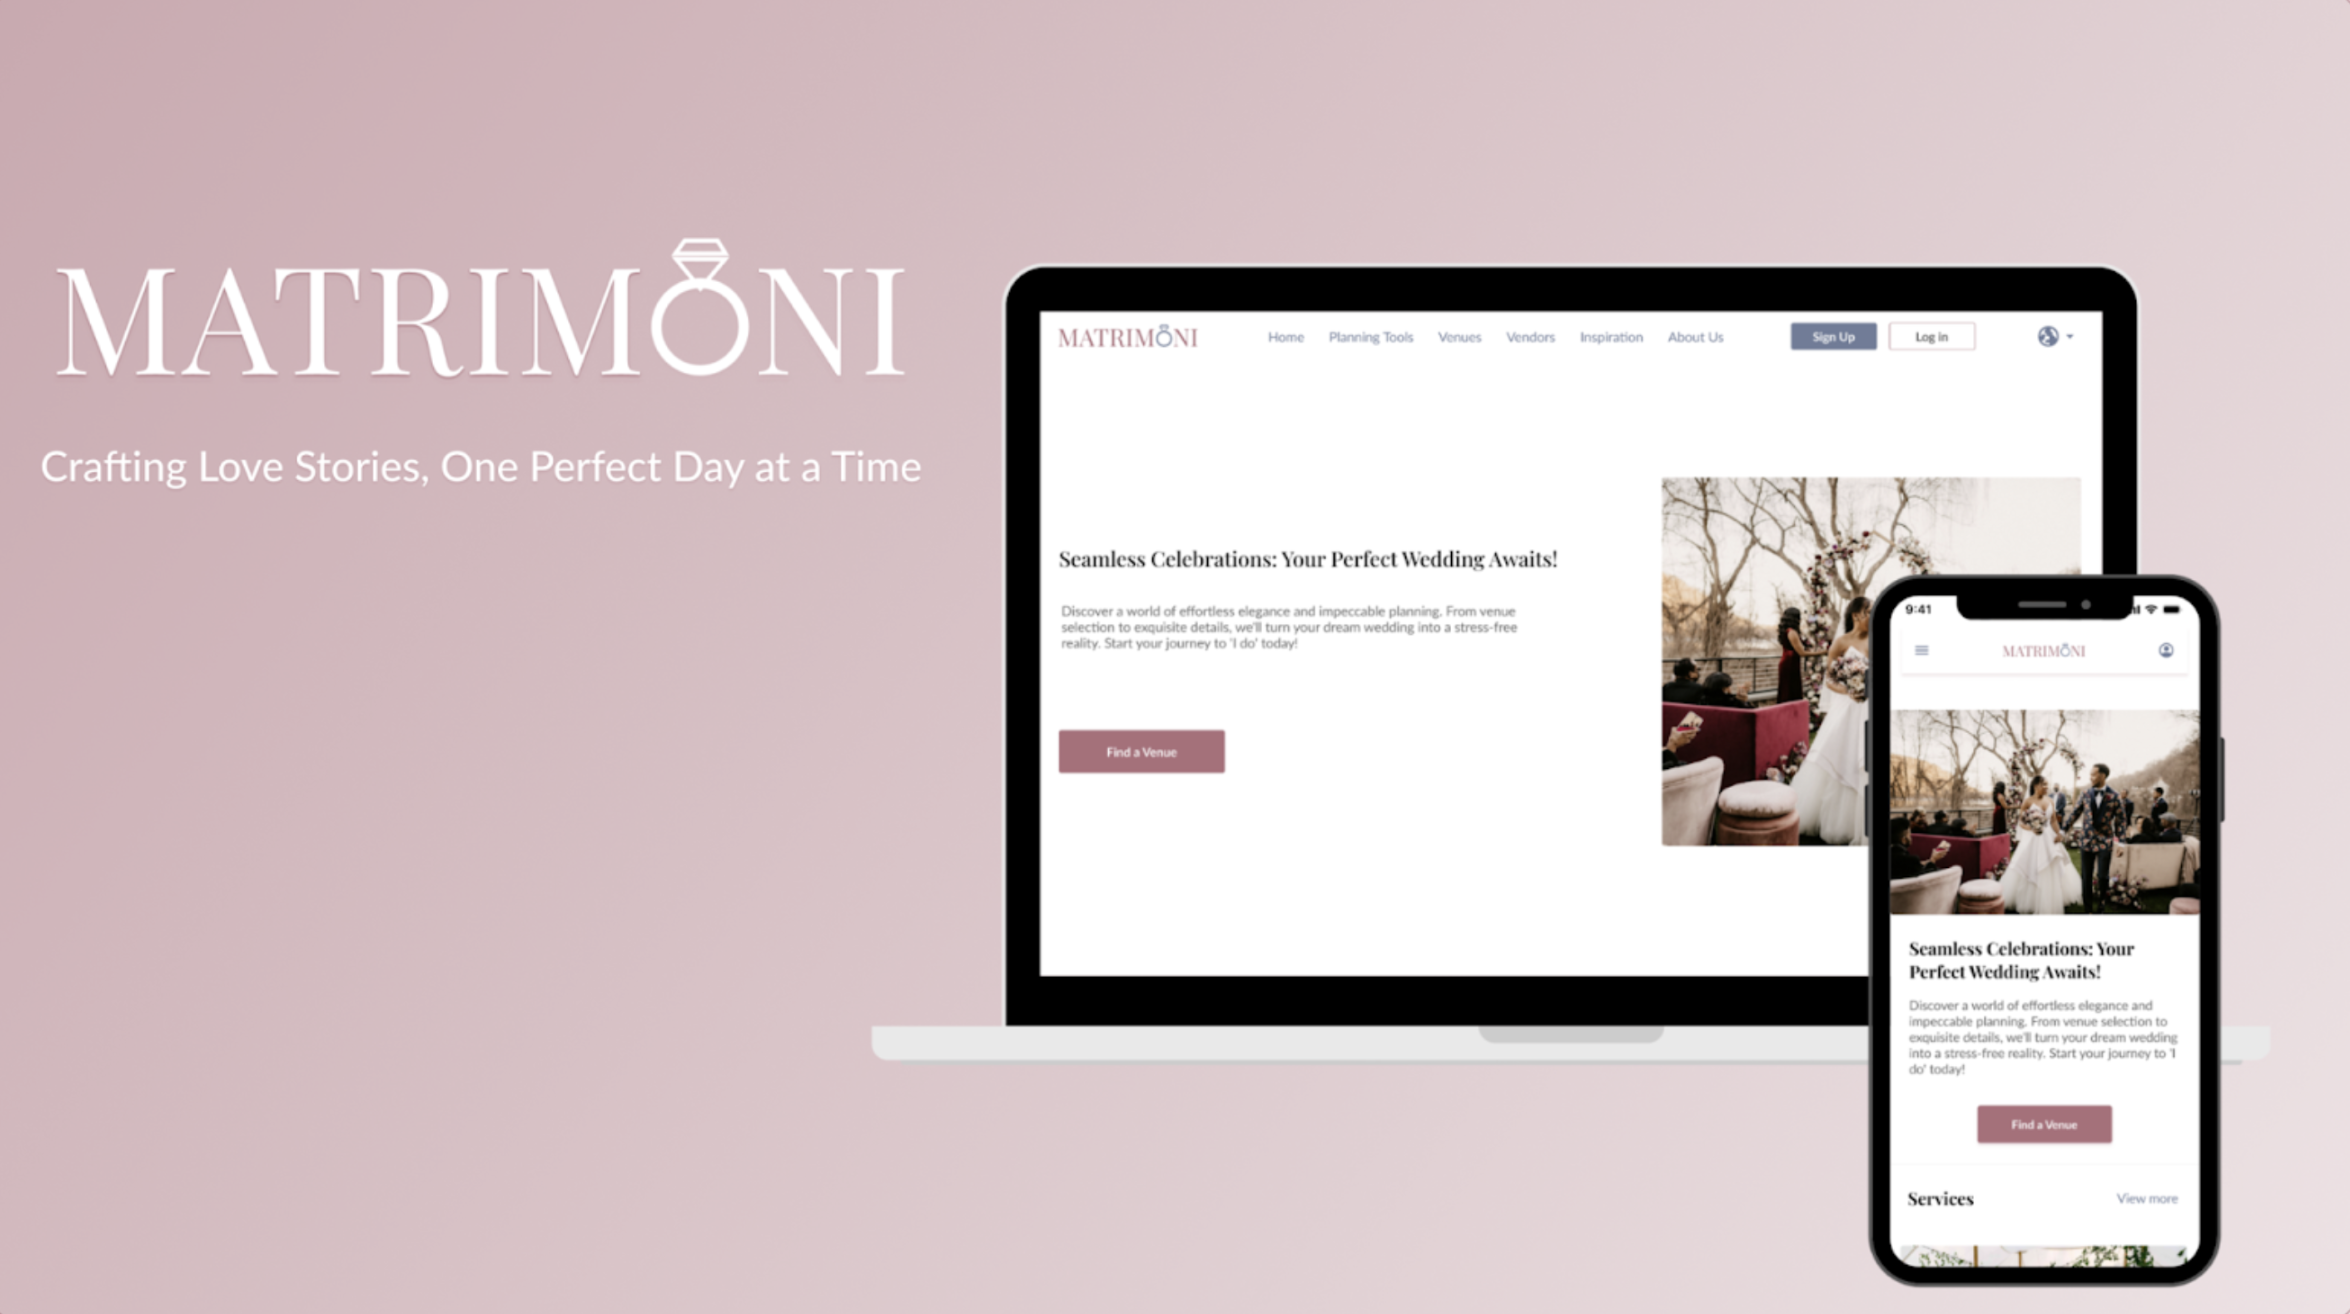 MATRIMONI
Crafting Love Stories, One Perfect Day at a Time
MATRIMONI
Home
Planning Tools
Venues
Vendors
Inspiration
About Us
Sign Up
Log in
Seamless Celebrations: Your Perfect Wedding Awaits!
Discover a world of effortless elegance and impeccable planning. From venue
selection to exquisite details, we'll turn your dream wedding into a stress-free
reality. Start your journey to 'I do' today!
Find a Venue
9:41
MATRIMONI
Seamless Celebrations: Your
Perfect Wedding Awaits!
Discover a world of effortless elegance and
impeccable planning. From venue selection to
exquisite details, we'll turn your dream wedding
into a stress-free reality. Start your journey to 'I
do' today!
Find a Venue
Services
View more